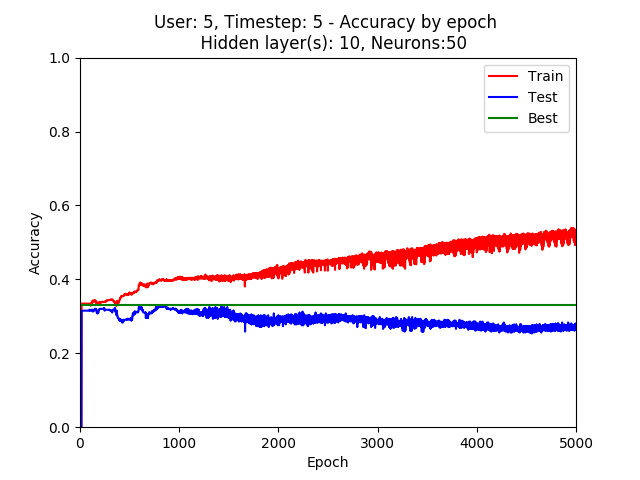 User: 5, Timestep: 5 - Accuracy by epoch
Hidden layer(s): 10, Neurons:50
1.0
0.8
0.6
0.4
0.2
0.0
Accuracy
Train
Test
Best
0
1000
2000
3000
4000
5000
Epoch